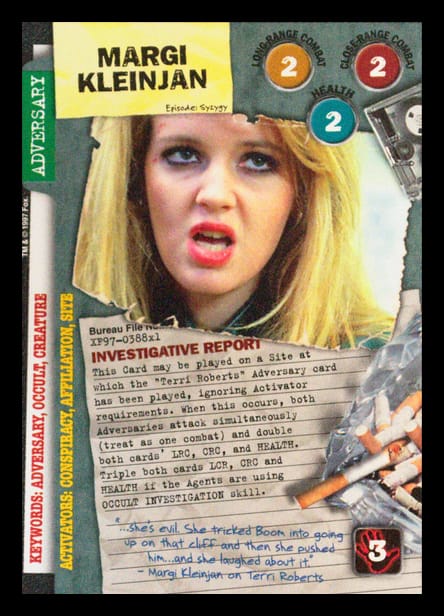 MARGI
KLEINJAN
Episode: Syzygy
LONG-RANGE COMBAT
2
CLOSE-RANGE COMBAT
2
HEALTH
2
ADVERSARY
TM & © 1997 Fox.
KEYWORDS: ADVERSARY, OCCULT, CREATURE
ACTIVATORS: CONSPIRACY, AFFILIATION, SITE
Bureau File
XF97-0388x1
INVESTIGATIVE REPORT
This Card may be played on a Site at
which the "Terri Roberts" Adversary card
has been played, ignoring Activator
requirements. When this occurs, both
Adversaries attack simultaneously
(treat as one combat) and double
both cards' LRC, CRC, and HEALTH.
Triple both cards LCR, CRC and
HEALTH if the Agents are using
OCCULT INVESTIGATION skill.
"...she's evil. She tricked Boom into going
up on that cliff and then she pushed
him...and she laughed about it"
- Margi Kleinjan on Terri Roberts
3